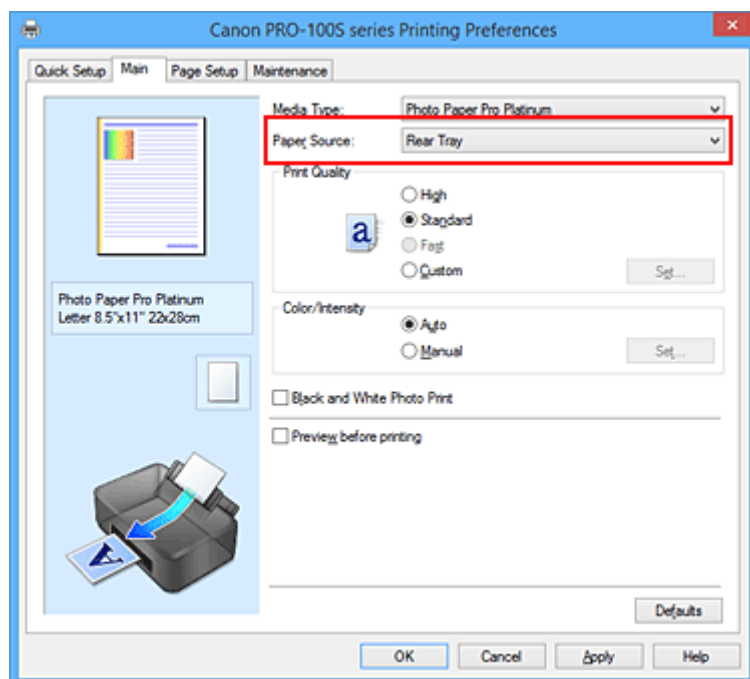 Canon PRO-100S series Printing Preferences
Quick Setup Main Page Setup Maintenance
Media Type: Photo Paper Pro Platinum
Paper Source: Rear Tray
Print Quality
High
a
Standard
Fast
Custom Set...
Photo Paper Pro Platinum
Letter 8.5"x11" 22x28cm
Color/Intensity
Auto
Manual Set...
Black and White Photo Print
Preview before printing
A
Defaults
OK Cancel Apply Help